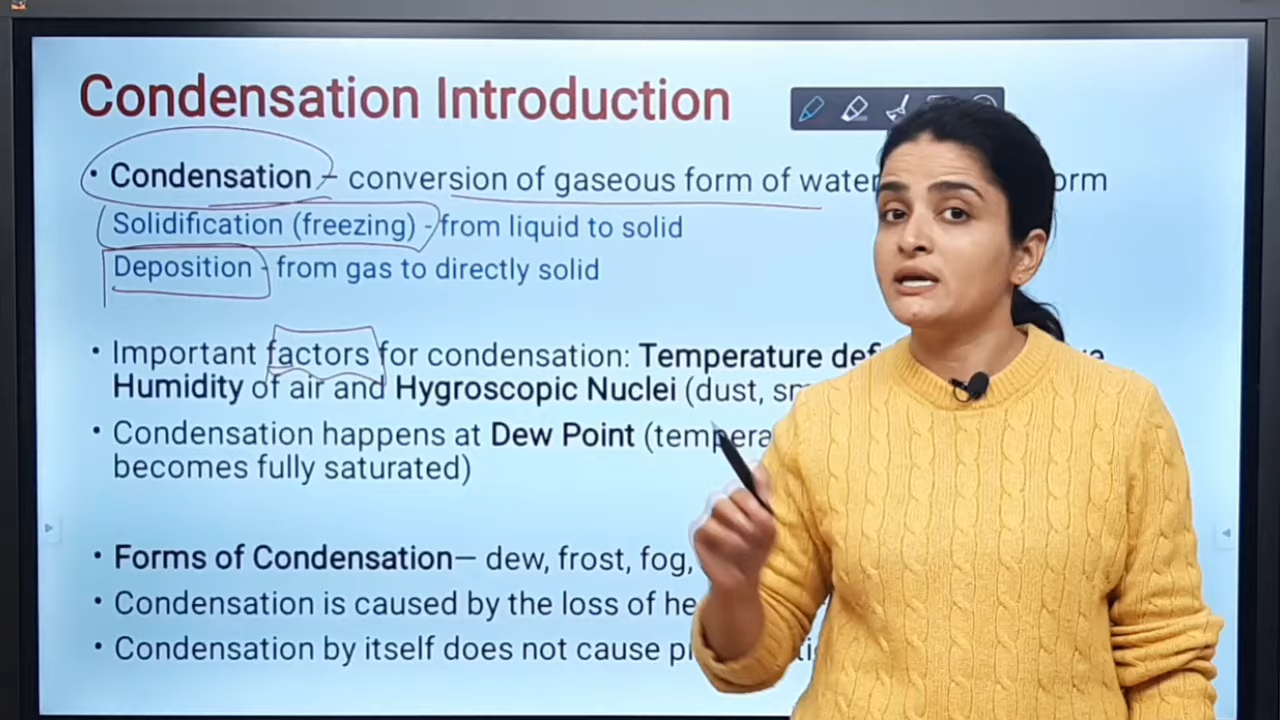 Condensation Introduction
• Condensation – conversion of gaseous form of water orm
Solidification (freezing) - from liquid to solid
Deposition - from gas to directly solid
• Important factors for condensation: Temperature def
Humidity of air and Hygroscopic Nuclei (dust, sm
• Condensation happens at Dew Point (tempera
becomes fully saturated)
• Forms of Condensation— dew, frost, fog,
• Condensation is caused by the loss of he
• Condensation by itself does not cause p